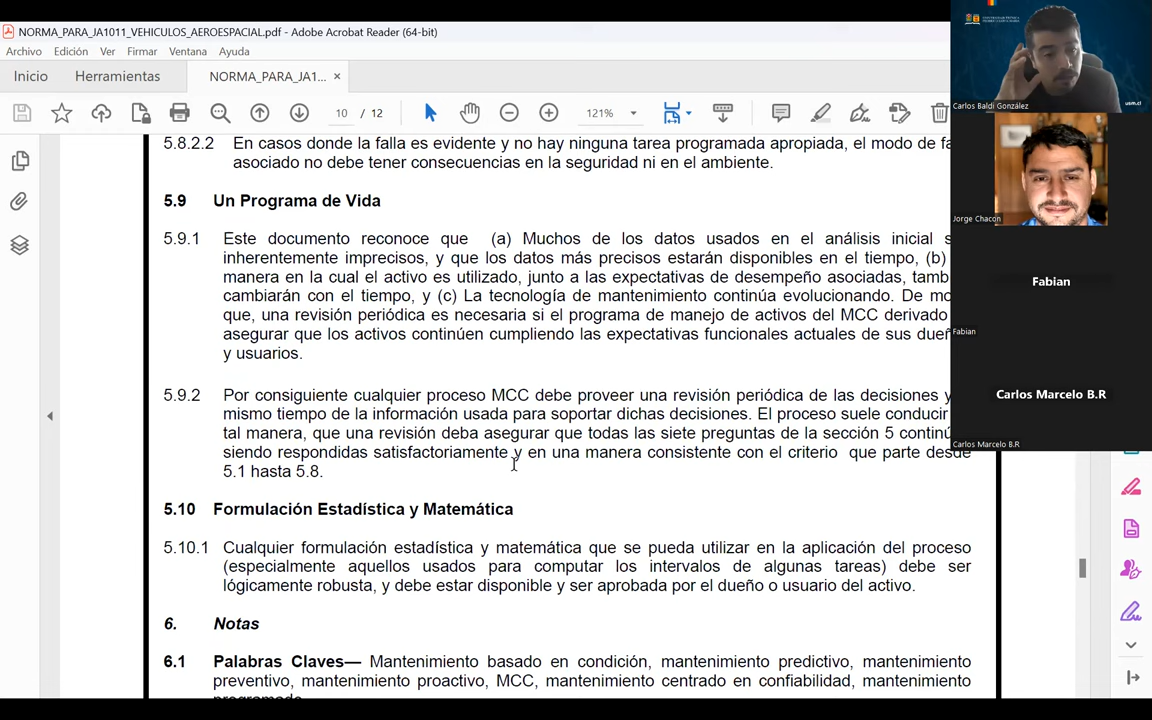 NORMA_PARA_JA1011_VEHICULOS_AEROESPACIAL.pdf - Adobe Acrobat Reader (64-bit)
Archivo Edición Ver Firmar Ventana Ayuda
Inicio Herramientas NORMA_PARA_JA1... ×
10 / 12 121%
5.8.2.2 En casos donde la falla es evidente y no hay ninguna tarea programada apropiada, el modo de
asociado no debe tener consecuencias en la seguridad ni en el ambiente.
5.9 Un Programa de Vida
5.9.1 Este documento reconoce que (a) Muchos de los datos usados en el análisis inicial
inherentemente imprecisos, y que los datos más precisos estarán disponibles en el tiempo, (b)
manera en la cual el activo es utilizado, junto a las expectativas de desempeño asociadas,
cambiarán con el tiempo, y (c) La tecnología de mantenimiento continúa evolucionando. De
que, una revisión periódica es necesaria si el programa de manejo de activos del MCC derivado
asegurar que los activos continúen cumpliendo las expectativas funcionales actuales de sus
y usuarios.
5.9.2 Por consiguiente cualquier proceso MCC debe proveer una revisión periódica de las decisiones y
mismo tiempo de la información usada para soportar dichas decisiones. El proceso suele conducir
tal manera, que una revisión deba asegurar que todas las siete preguntas de la sección 5
siendo respondidas satisfactoriamente y en una manera consistente con el criterio que parte desde
5.1 hasta 5.8.
5.10 Formulación Estadística y Matemática
5.10.1 Cualquier formulación estadística y matemática que se pueda utilizar en la aplicación del proceso
(especialmente aquellos usados para computar los intervalos de algunas tareas) debe ser
lógicamente robusta, y debe estar disponible y ser aprobada por el dueño o usuario del activo.
6. Notas
6.1 Palabras Claves— Mantenimiento basado en condición, mantenimiento predictivo, mantenimiento
preventivo, mantenimiento proactivo, MCC, mantenimiento centrado en confiabilidad, mantenimiento
programado
Carlos Baldi González
usm.cl
Jorge Chacon
Fabian
Fabian
Carlos Marcelo B.R
Carlos Marcelo B.R